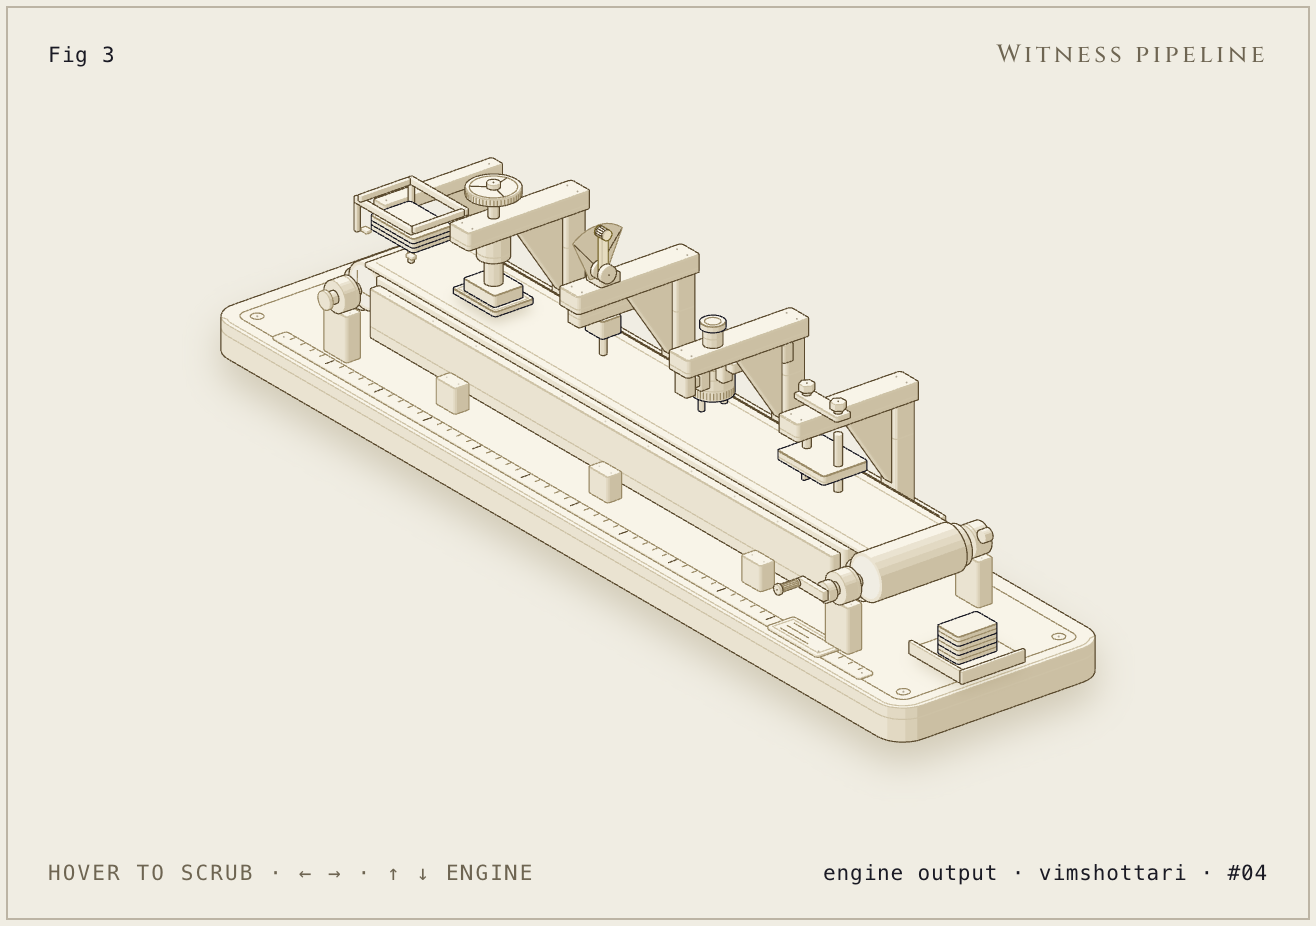 Fig 3
WITNESS PIPELINE
HOVER TO SCRUB · ← → · ↑ ↓ ENGINE
engine output · vimshottari · #04